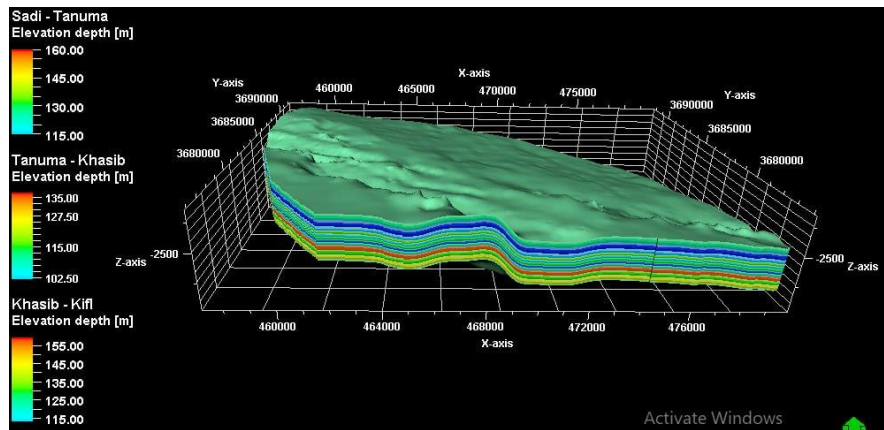 Sadi - Tanuma
Elevation depth [m]
160.00
145.00
130.00
115.00
Tanuma - Khasib
Elevation depth [m]
135.00
127.50
115.00
102.50
Khasib - Kifl
Elevation depth [m]
155.00
145.00
135.00
125.00
115.00
X-axis
460000
465000
470000
475000
Y-axis
3690000
3685000
3680000
Y-axis
3690000
3685000
3680000
-2500
Z-axis
-2500
Z-axis
460000
464000
468000
472000
476000
X-axis
Activate Windows